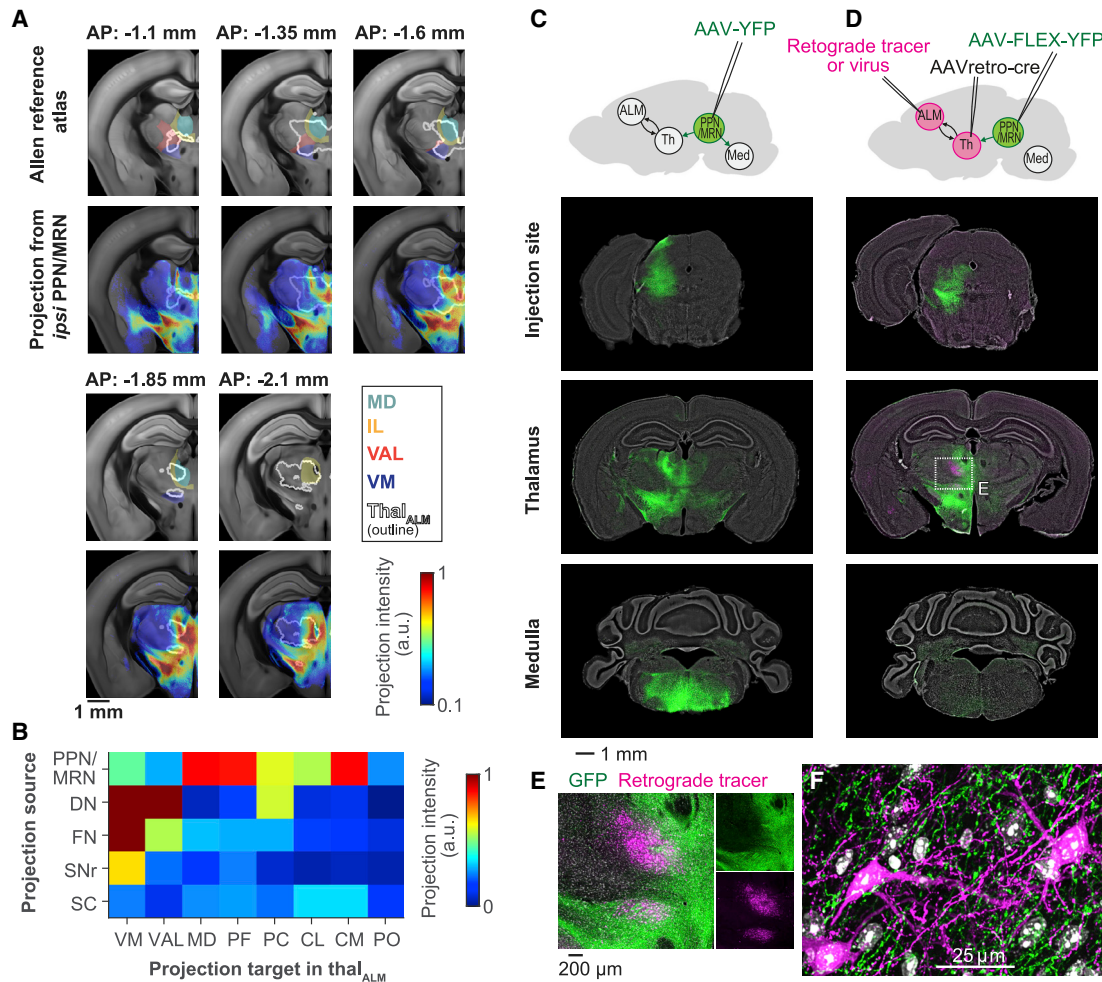 A
AP: -1.1 mm
AP: -1.35 mm
AP: -1.6 mm
Allen reference
atlas
Projection from
ipsi PPN/MRN
AP: -1.85 mm
AP: -2.1 mm
MD
IL
VAL
VM
ThalALM
(outline)
1
0.1
Projection intensity
(a.u.)
1 mm
B
Projection source
PPN/
MRN
DN
FN
SNr
SC
VM VAL MD PF PC CL CM PO
Projection target in thalALM
1
0
Projection intensity
(a.u.)
C
AAV-YFP
ALM
Th
PPN
/MRN
Med
D
Retograde tracer
or virus
AAV-FLEX-YFP
AAVretro-cre
ALM
Th
PPN
/MRN
Med
Injection site
Thalamus
E
Medulla
1 mm
E
GFP Retrograde tracer
200 μm
F
25 μm